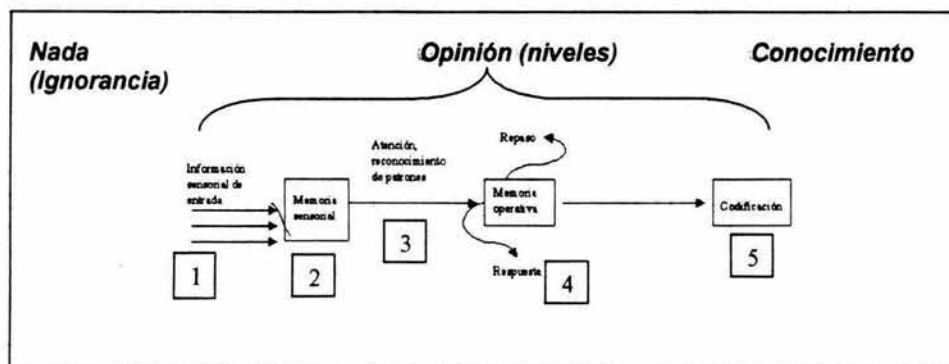 Nada
(Ignorancia)
Opinión (niveles)
Conocimiento
Información
sensorial de
entrada
Memoria
sensorial
Atención,
reconocimiento
de patrones
Repaso
Memoria
operativa
Respuesta
Codificación
1
2
3
4
5